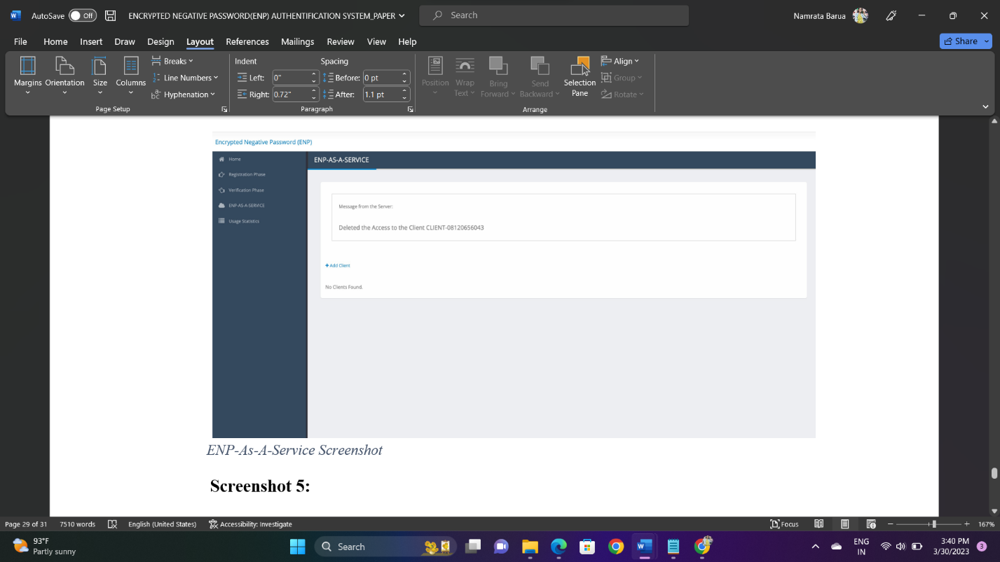 AutoSave Off ENCRYPTED NEGATIVE PASSWORD(ENP) AUTHENTIFICATION SYSTEM_PAPER Search Namrata Barua
File Home Insert Draw Design Layout References Mailings Review View Help Share
Margins Orientation Size Columns Breaks Line Numbers Hyphenation
Page Setup
Indent Spacing
Left: 0" Before: 0 pt
Right: 0.72" After: 1.1 pt
Paragraph
Position Wrap Text Bring Forward Send Backward Selection Pane Align Group Rotate
Arrange
Encrypted Negative Password (ENP)
Home
Registration Phase
Verification Phase
ENP-AS-A-SERVICE
Usage Statistics
ENP-AS-A-SERVICE
Message from the Server:
Deleted the Access to the Client CLIENT-08120656043
+ Add Client
No Clients Found.
ENP-As-A-Service Screenshot
Screenshot 5:
Page 29 of 31 7510 words English (United States) Accessibility: Investigate Focus 167%
93°F
Partly sunny
Search
ENG
IN
3:40 PM
3/30/2023
3